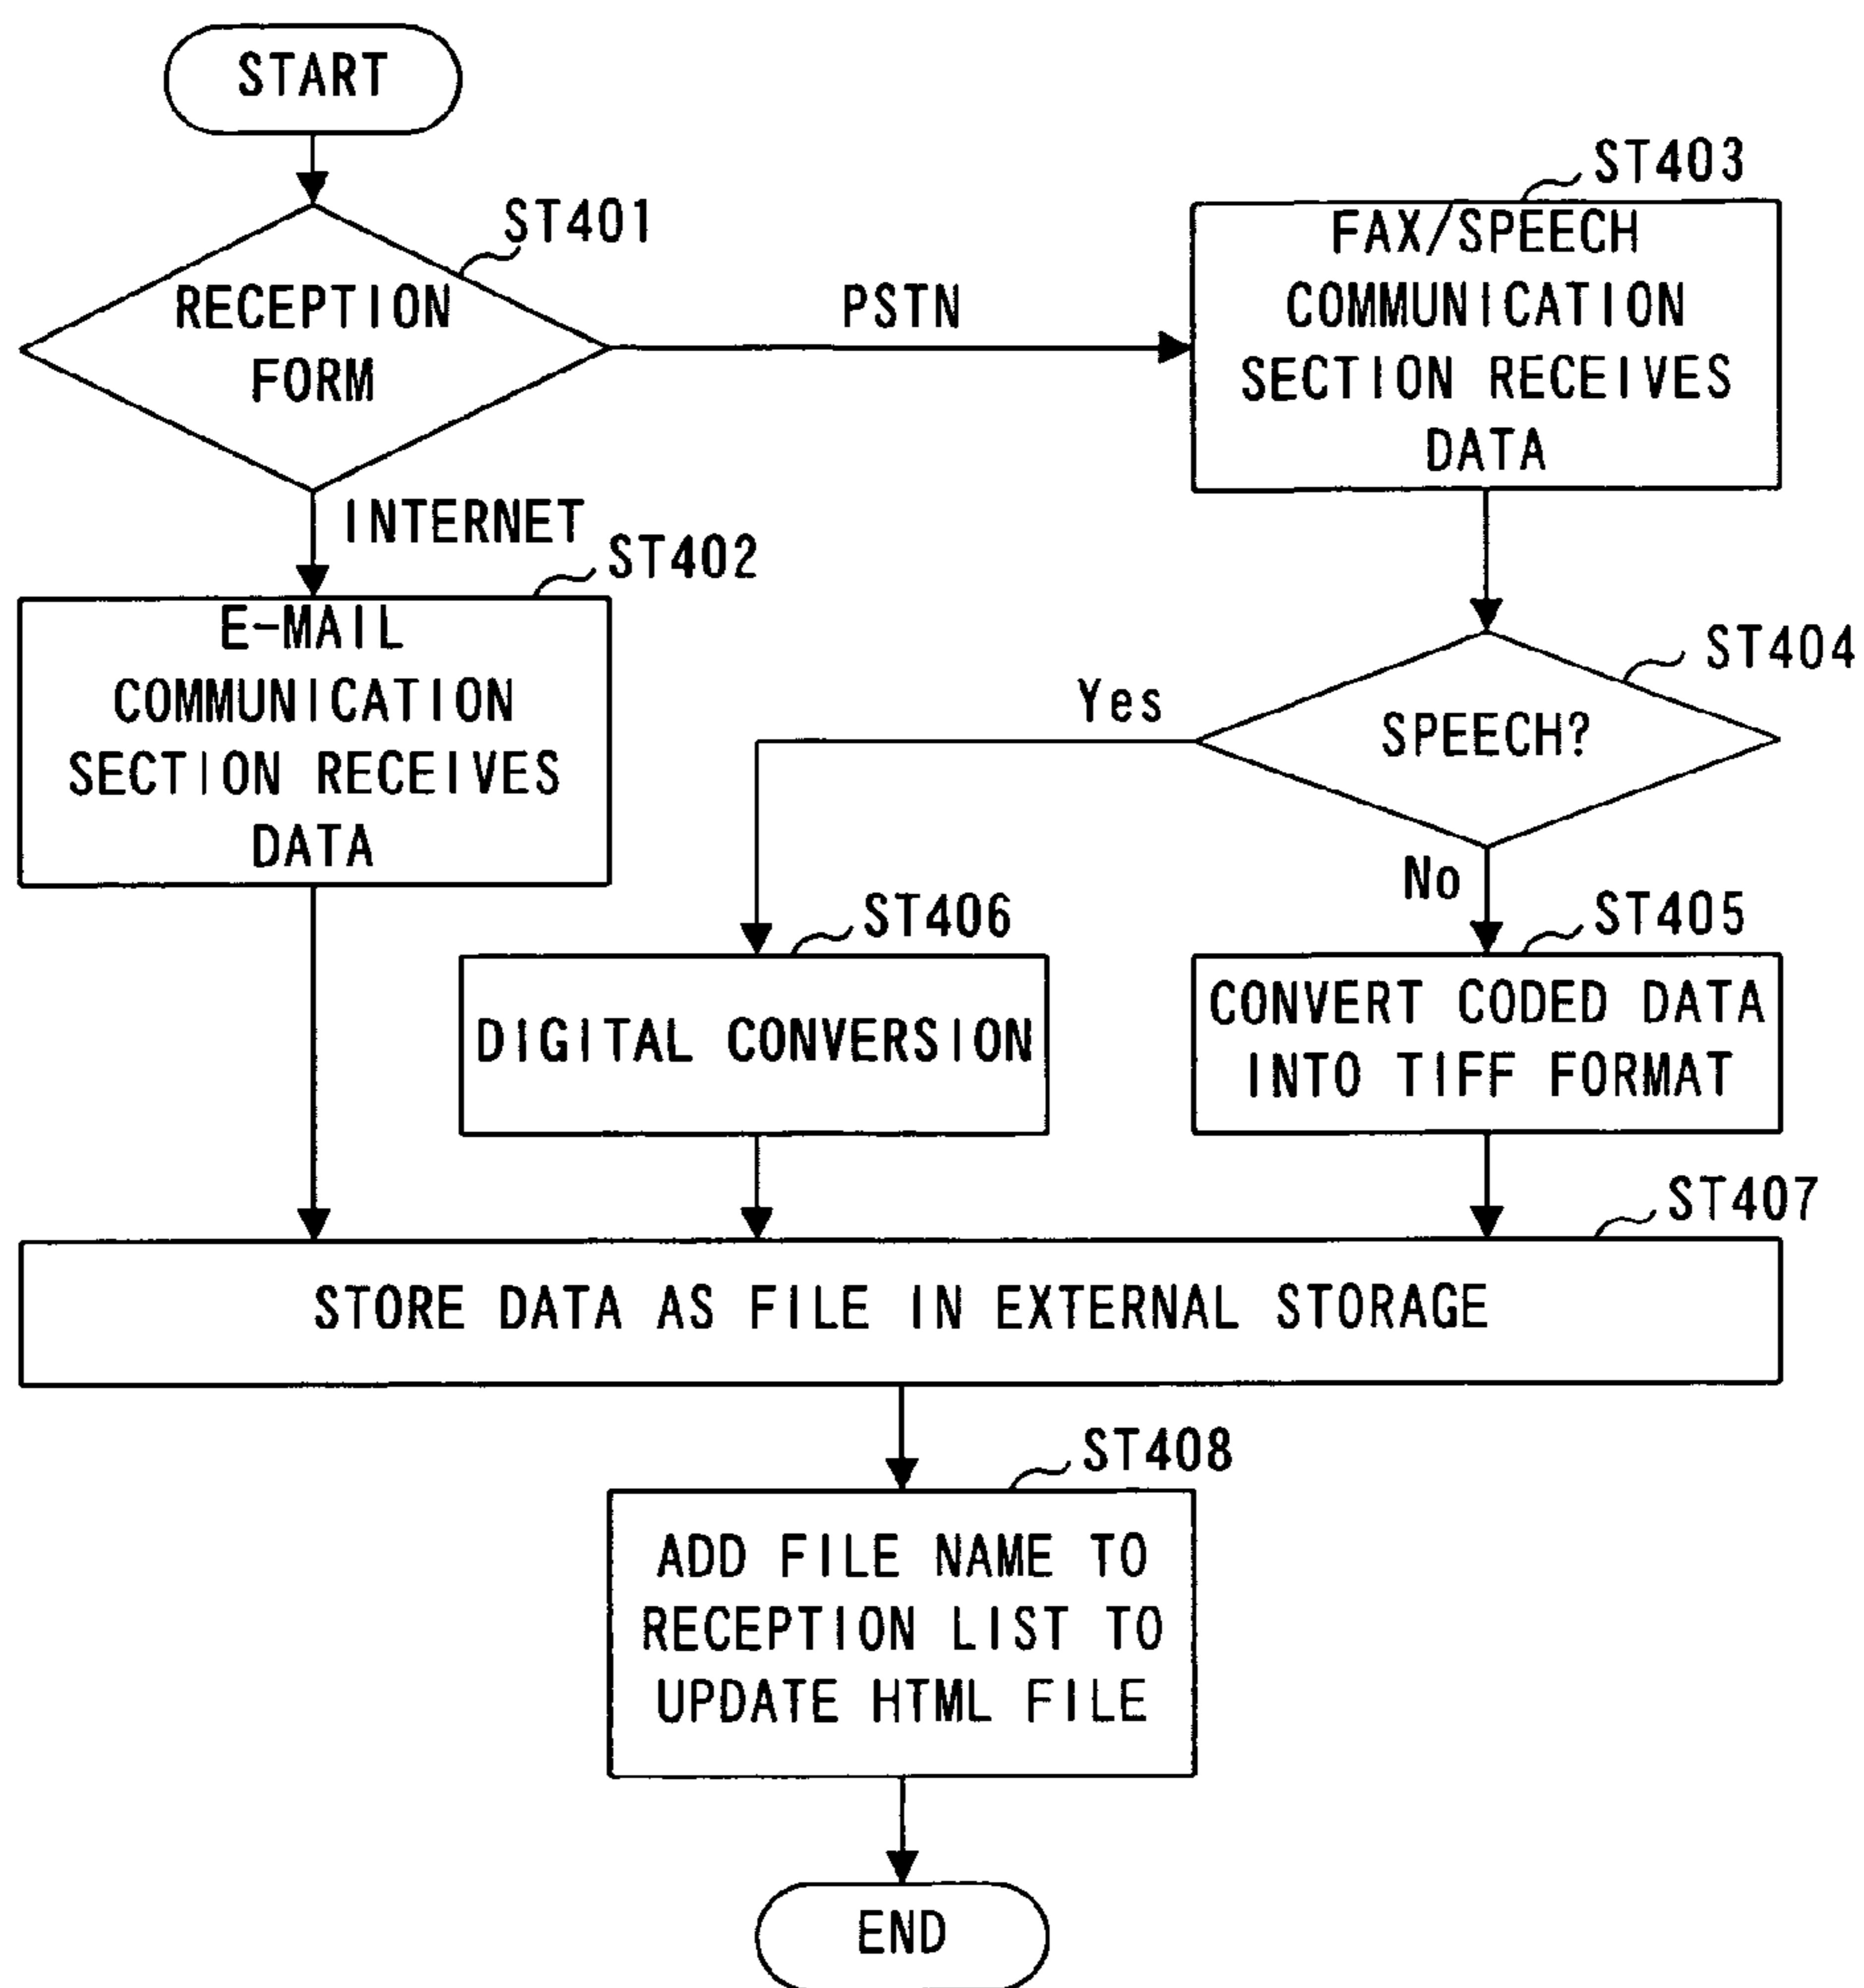 START
ST401
RECEPTION
FORM
PSTN
ST403
FAX/SPEECH
COMMUNICATION
SECTION RECEIVES
DATA
INTERNET
ST402
E-MAIL
COMMUNICATION
SECTION RECEIVES
DATA
ST404
SPEECH?
Yes
No
ST406
DIGITAL CONVERSION
ST405
CONVERT CODED DATA
INTO TIFF FORMAT
ST407
STORE DATA AS FILE IN EXTERNAL STORAGE
ST408
ADD FILE NAME TO
RECEPTION LIST TO
UPDATE HTML FILE
END